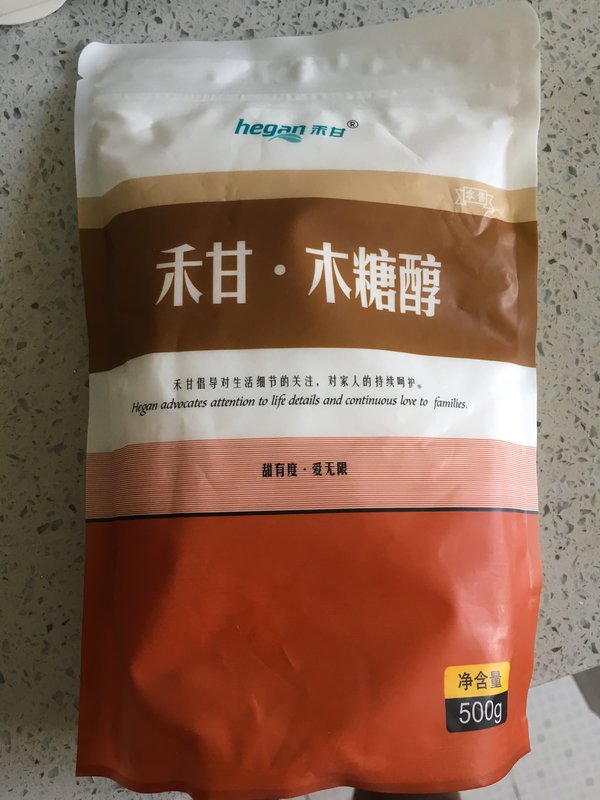 hegan 禾甘®
禾甘·木糖醇
禾甘倡导对生活细节的关注，对家人的持续呵护。
Hegan advocates attention to life details and continuous love to families.
甜有度·爱无限
净含量
500g